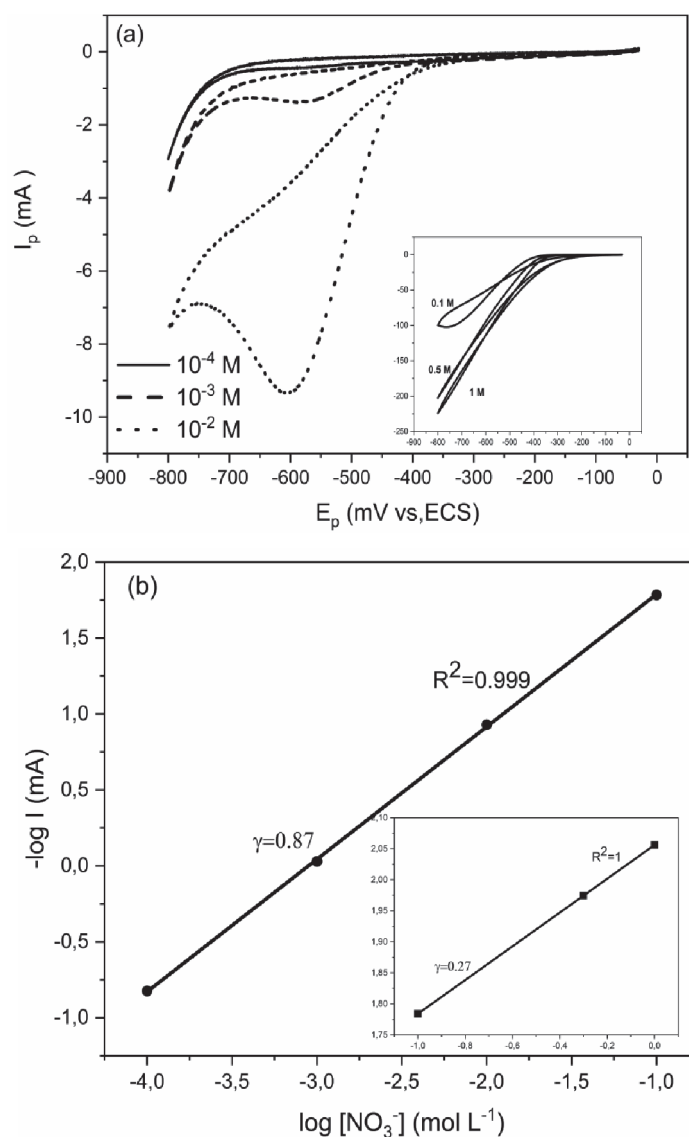 (a)
0
-2
-4
-6
-8
-10
I_p (mA)
10^-4 M
10^-3 M
10^-2 M
-900 -800 -700 -600 -500 -400 -300 -200 -100 0
E_p (mV vs,ECS)
0
-50
-100
-150
-200
-250
0.1 M
0.5 M
1 M
-900 -800 -700 -600 -500 -400 -300 -200 -100 0
(b)
2,0
1,5
1,0
0,5
0,0
-0,5
-1,0
-log I (mA)
R^2=0.999
γ=0.87
-4,0 -3,5 -3,0 -2,5 -2,0 -1,5 -1,0
log [NO_3^-] (mol L^-1)
2,10
2,05
2,00
1,95
1,90
1,85
1,80
1,75
R^2=1
γ=0.27
-1,0 -0,8 -0,6 -0,4 -0,2 0,0